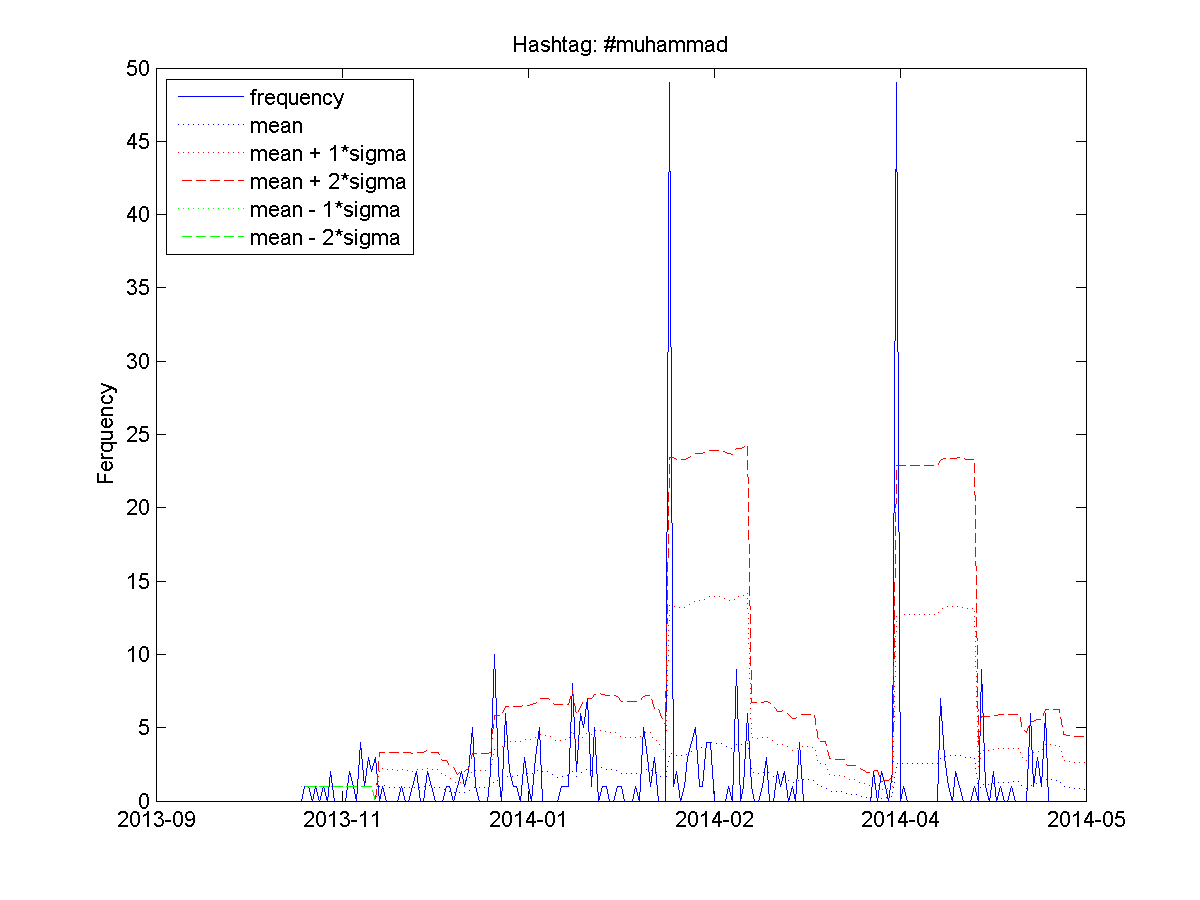 Hashtag: #muhammad
50
45
40
35
30
25
20
15
10
5
0
Ferquency
frequency
mean
mean + 1*sigma
mean + 2*sigma
mean - 1*sigma
mean - 2*sigma
2013-09 2013-11 2014-01 2014-02 2014-04 2014-05